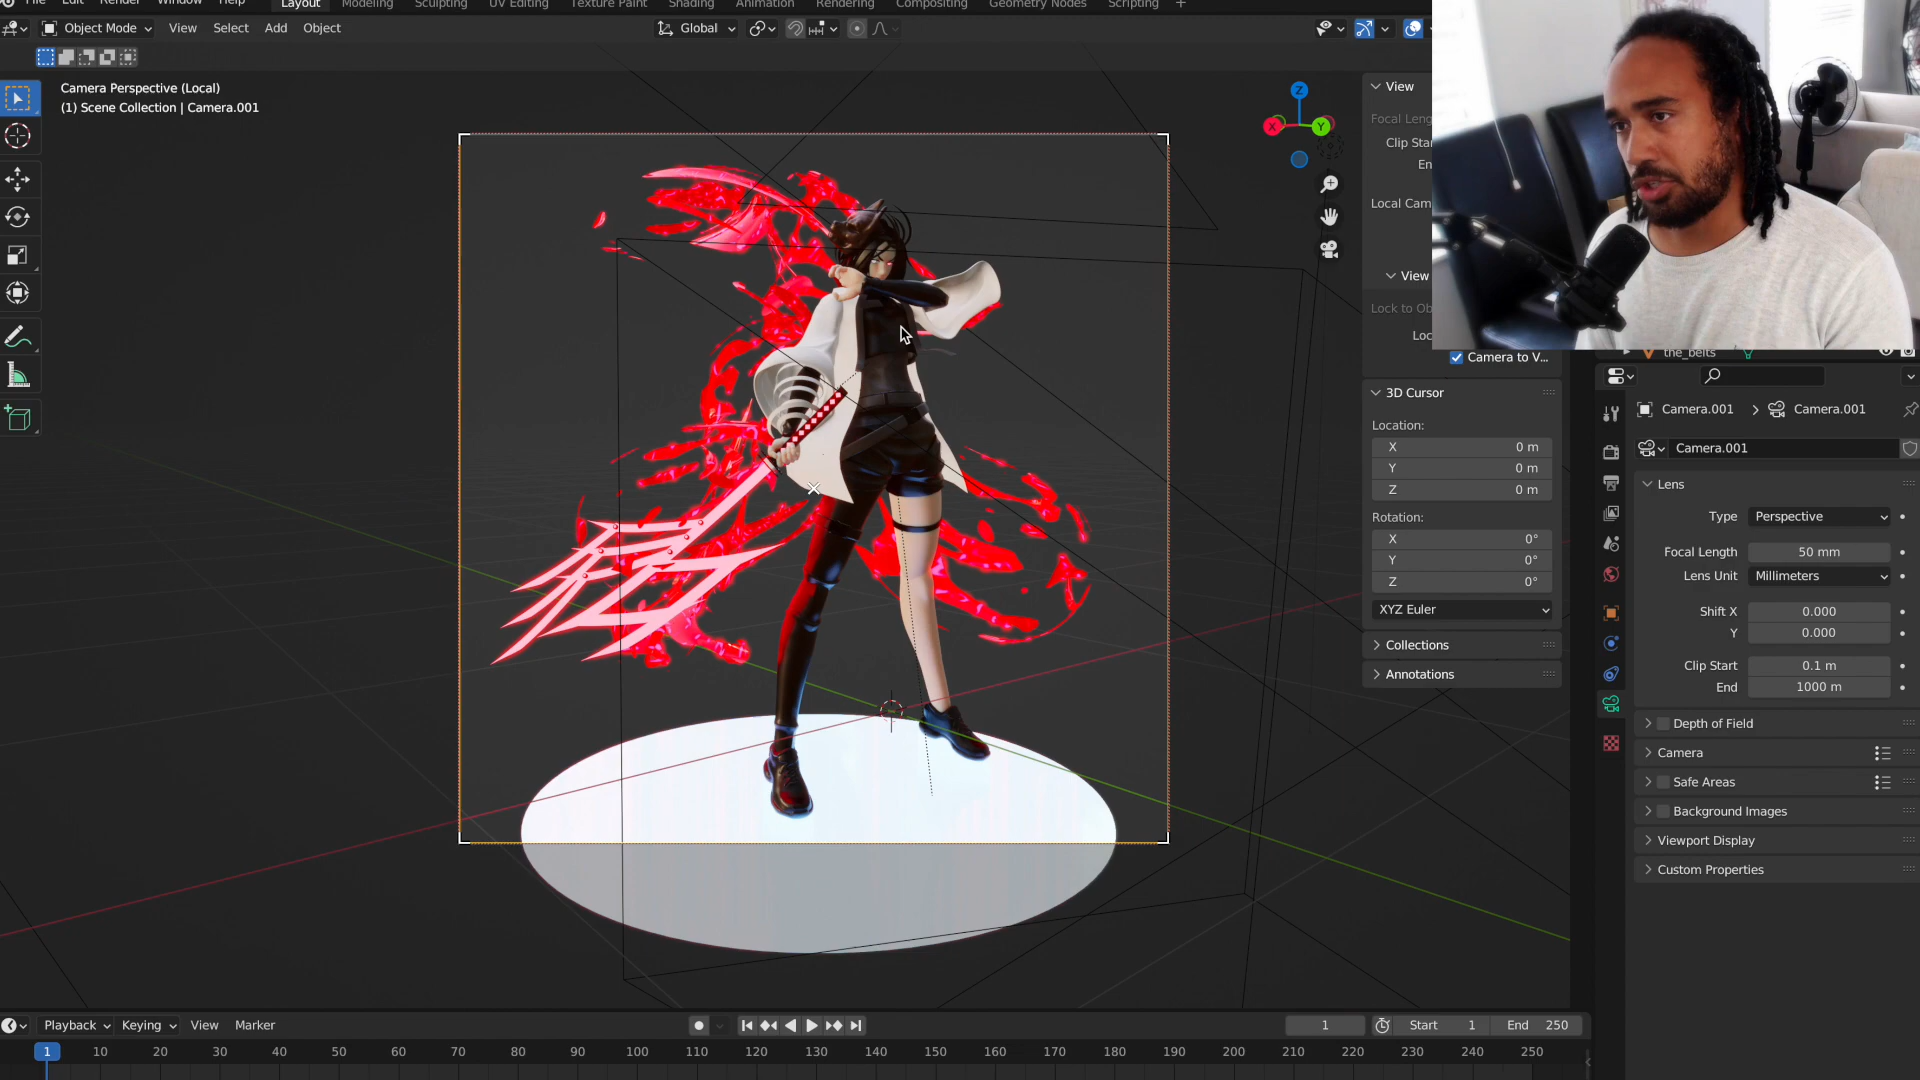 File Edit Render Window Help Layout Modeling Sculpting UV Editing Texture Paint Shading Animation Rendering Compositing Geometry Nodes Scripting +
Object Mode View Select Add Object Global
Camera Perspective (Local)
(1) Scene Collection | Camera.001
Z
X Y
View
Focal Leng
Clip Star
En
Local Cam
View
Lock to Ob
Loc
Camera to V...
the_belts
3D Cursor
Location:
X 0 m
Y 0 m
Z 0 m
Rotation:
X 0°
Y 0°
Z 0°
XYZ Euler
Collections
Annotations
Camera.001 > Camera.001
Camera.001
Lens
Type Perspective
Focal Length 50 mm
Lens Unit Millimeters
Shift X 0.000
Y 0.000
Clip Start 0.1 m
End 1000 m
Depth of Field
Camera
Safe Areas
Background Images
Viewport Display
Custom Properties
Playback Keying View Marker 1 Start 1 End 250
1 10 20 30 40 50 60 70 80 90 100 110 120 130 140 150 160 170 180 190 200 210 220 230 240 250